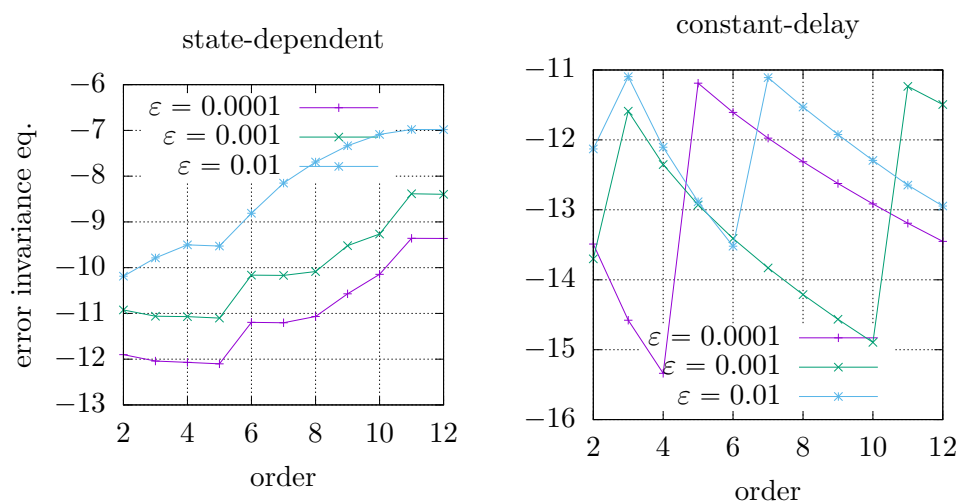 state-dependent
−6
−7
−8
−9
−10
−11
−12
−13
2
4
6
8
10
12
error invariance eq.
order
ε = 0.0001
ε = 0.001
ε = 0.01
constant-delay
−11
−12
−13
−14
−15
−16
2
4
6
8
10
12
order
ε = 0.0001
ε = 0.001
ε = 0.01